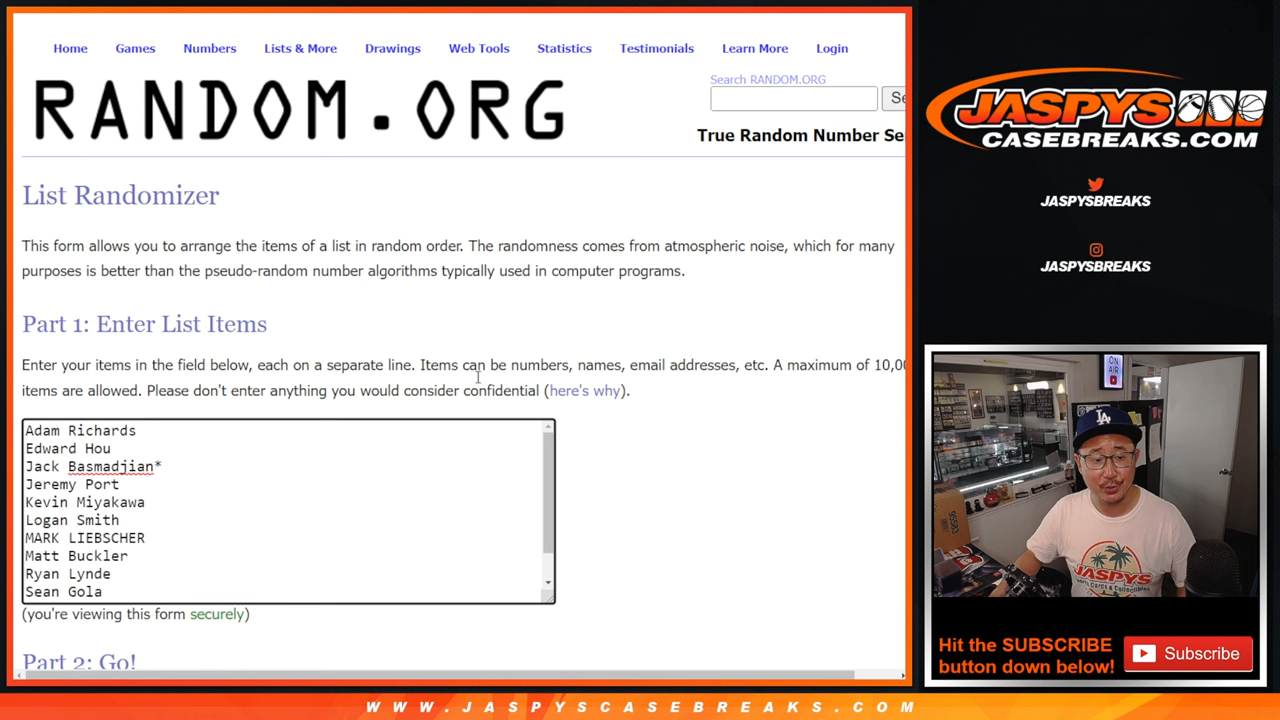 Home Games Numbers Lists & More Drawings Web Tools Statistics Testimonials Learn More Login
RANDOM.ORG
Search RANDOM.ORG
True Random Number Se
List Randomizer
This form allows you to arrange the items of a list in random order. The randomness comes from atmospheric noise, which for many
purposes is better than the pseudo-random number algorithms typically used in computer programs.
Part 1: Enter List Items
Enter your items in the field below, each on a separate line. Items can be numbers, names, email addresses, etc. A maximum of 10,00
items are allowed. Please don't enter anything you would consider confidential (here's why).
Adam Richards
Edward Hou
Jack Basmadjian*
Jeremy Port
Kevin Miyakawa
Logan Smith
MARK LIEBSCHER
Matt Buckler
Ryan Lynde
Sean Gola
(you're viewing this form securely)
Part 2: Go!
JASPYS
CASEBREAKS.COM
JASPYSBREAKS
JASPYSBREAKS
ON
AIR
LA
JASPYS
Hit the SUBSCRIBE
button down below!
Subscribe
WWW.JASPYSCASEBREAKS.COM